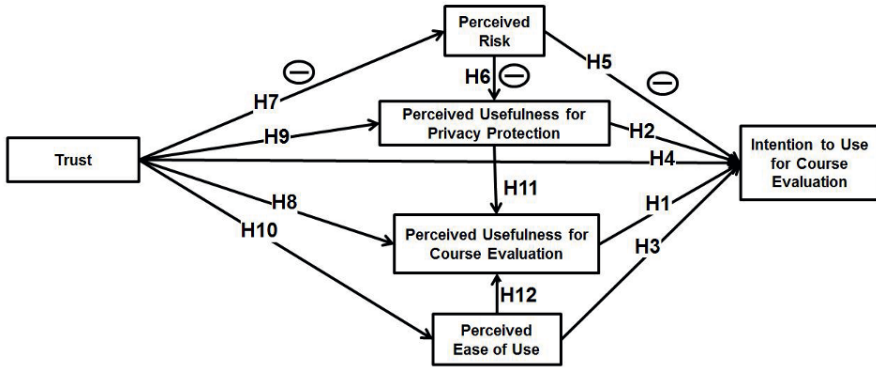 Perceived
Risk
H5
H6
H7
Perceived Usefulness for
Privacy Protection
H2
H9
Trust
H4
Intention to Use
for Course
Evaluation
H11
H8
H1
H10
Perceived Usefulness for
Course Evaluation
H3
H12
Perceived
Ease of Use